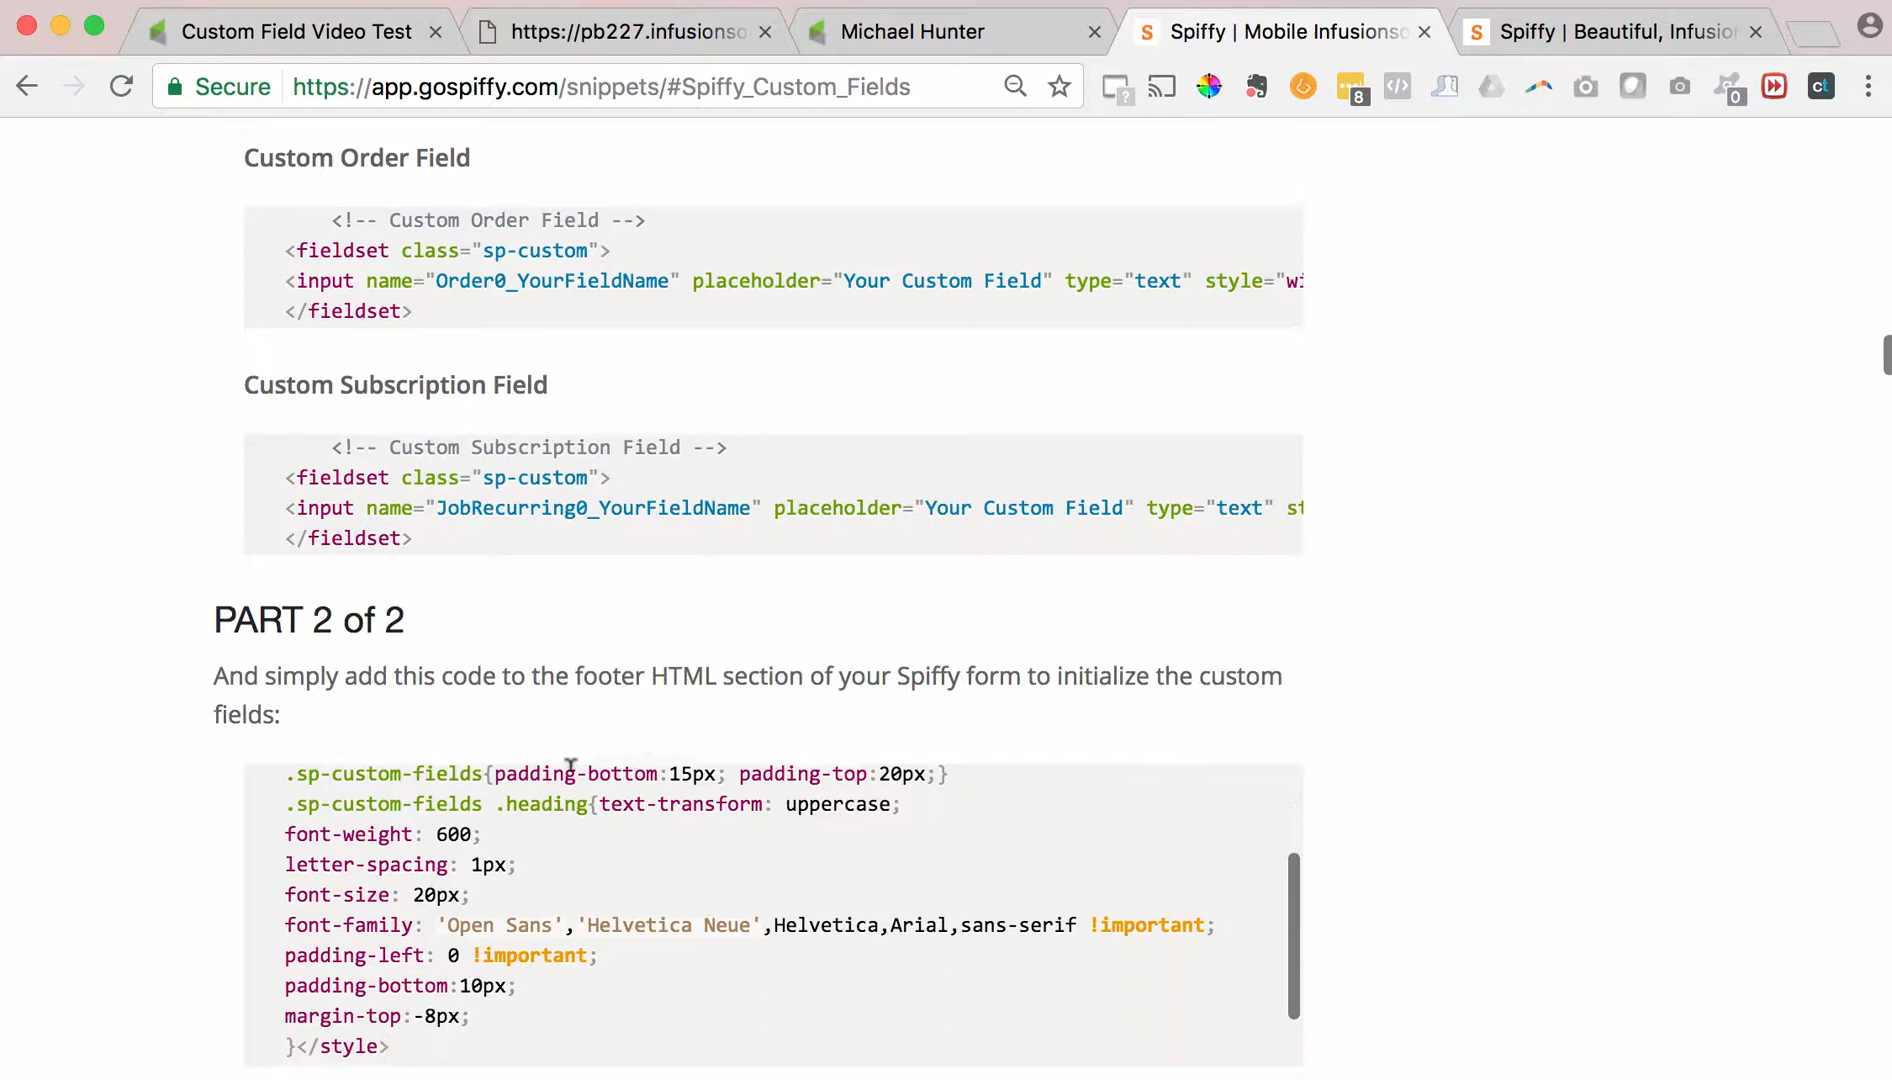 Custom Field Video Test
https://pb227.infusionso
Michael Hunter
Spiffy | Mobile Infusionso
Spiffy | Beautiful, Infusion
Secure
https://app.gospiffy.com/snippets/#Spiffy_Custom_Fields
?
8
0
ct
Custom Order Field
<!-- Custom Order Field -->
<fieldset class="sp-custom">
<input name="Order0_YourFieldName" placeholder="Your Custom Field" type="text" style="wi
</fieldset>
Custom Subscription Field
<!-- Custom Subscription Field -->
<fieldset class="sp-custom">
<input name="JobRecurring0_YourFieldName" placeholder="Your Custom Field" type="text" st
</fieldset>
PART 2 of 2
And simply add this code to the footer HTML section of your Spiffy form to initialize the custom
fields:
.sp-custom-fields{padding-bottom:15px; padding-top:20px;}
.sp-custom-fields .heading{text-transform: uppercase;
font-weight: 600;
letter-spacing: 1px;
font-size: 20px;
font-family: 'Open Sans','Helvetica Neue',Helvetica,Arial,sans-serif !important;
padding-left: 0 !important;
padding-bottom:10px;
margin-top:-8px;
}</style>